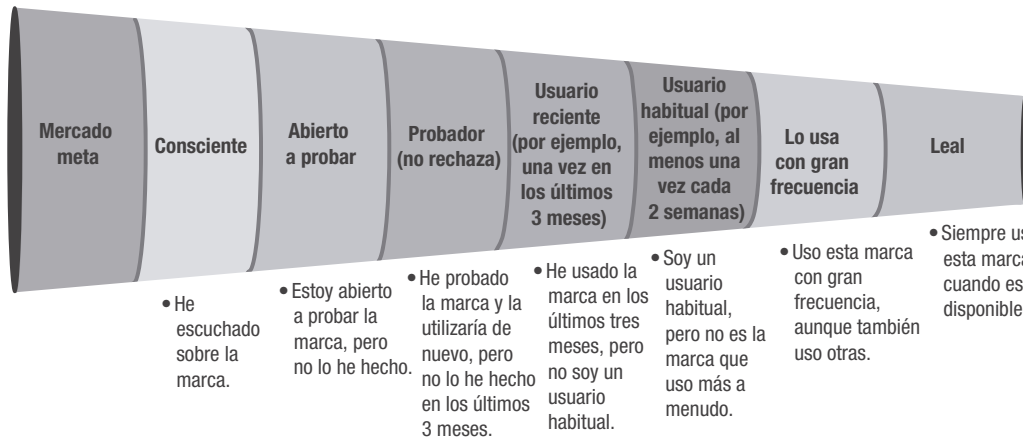 Mercado
meta
Consciente
Abierto
a probar
Probador
(no rechaza)
Usuario
reciente
(por ejemplo,
una vez en
los últimos
3 meses)
Usuario
habitual (por
ejemplo, al
menos una
vez cada
2 semanas)
Lo usa
con gran
frecuencia
Leal
• He
escuchado
sobre la
marca.
• Estoy abierto
a probar la
marca, pero
no lo he hecho.
• He probado
la marca y la
utilizaría de
nuevo, pero
no lo he hecho
en los últimos
3 meses.
• He usado la
marca en los
últimos tres
meses, pero
no soy un
usuario
habitual.
• Soy un
usuario
habitual,
pero no es la
marca que
uso más a
menudo.
• Uso esta marca
con gran
frecuencia,
aunque también
uso otras.
• Siempre
esta marca
cuando
disponible